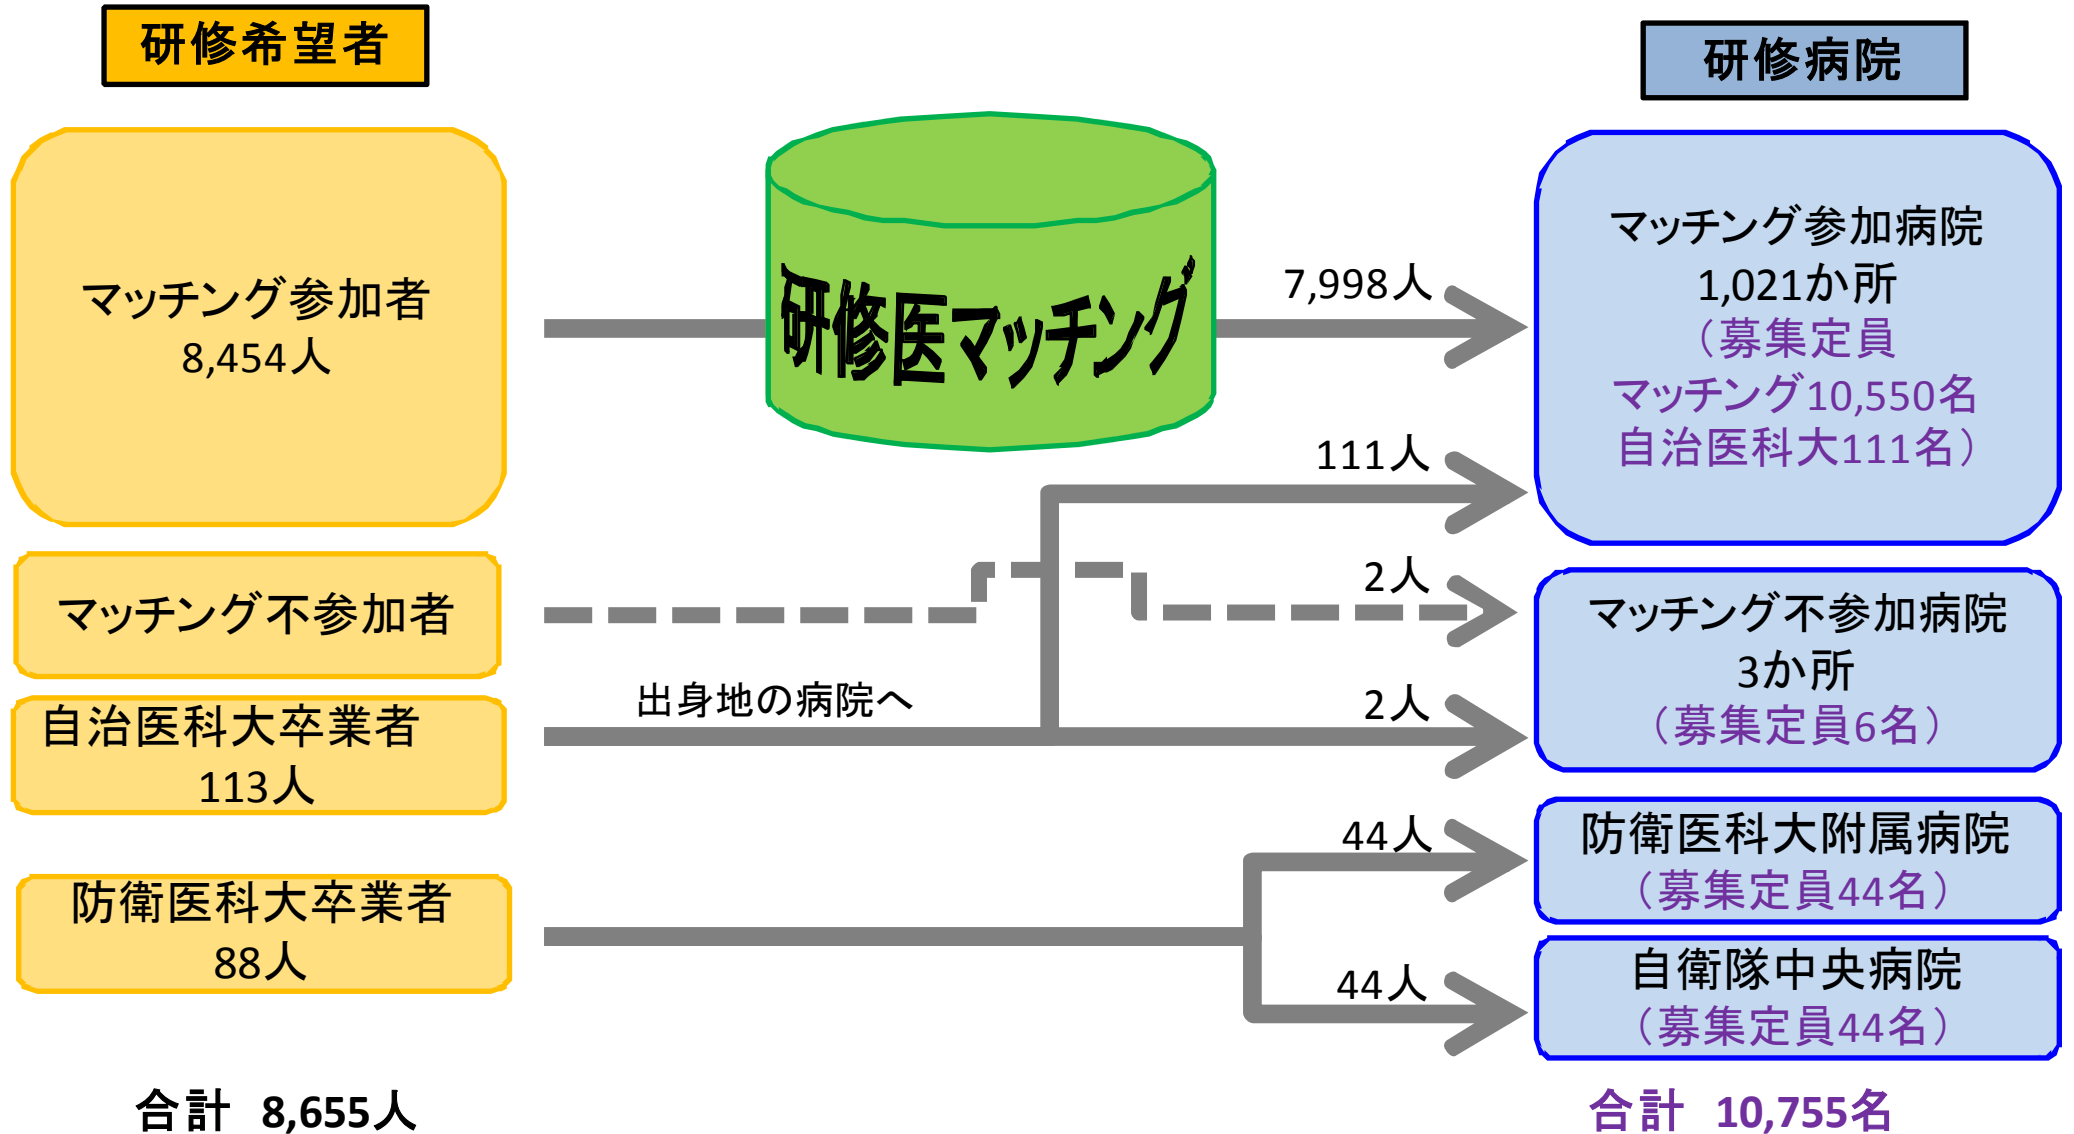 研修希望者
マッチング参加者
8,454人
マッチング不参加者
自治医科大卒業者
113人
防衛医科大卒業者
88人
合計 8,655人
研修医マッチング
出身地の病院へ
7,998人
111人
2人
2人
44人
44人
研修病院
マッチング参加病院
1,021か所
（募集定員
マッチング10,550名
自治医科大111名）
マッチング不参加病院
3か所
（募集定員6名）
防衛医科大附属病院
（募集定員44名）
自衛隊中央病院
（募集定員44名）
合計 10,755名